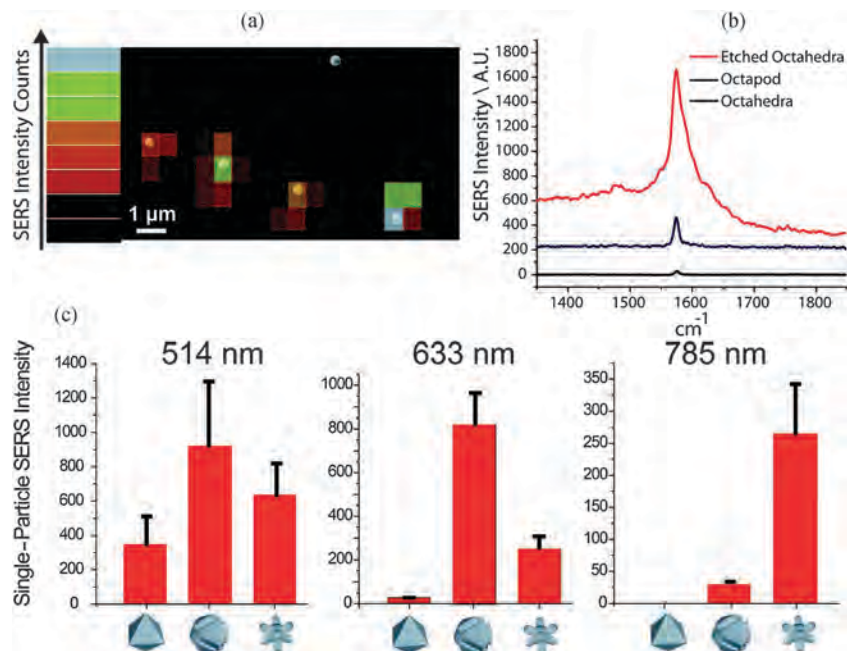 (a)
SERS Intensity Counts
1 μm
(b)
SERS Intensity \ A.U.
1800
1600
1400
1200
1000
800
600
400
200
0
Etched Octahedra
Octapod
Octahedra
1400 1500 1600 1700 1800
cm⁻¹
(c)
Single-Particle SERS Intensity
514 nm
1400
1200
1000
800
600
400
200
0
633 nm
1000
800
600
400
200
0
785 nm
350
300
250
200
150
100
50
0